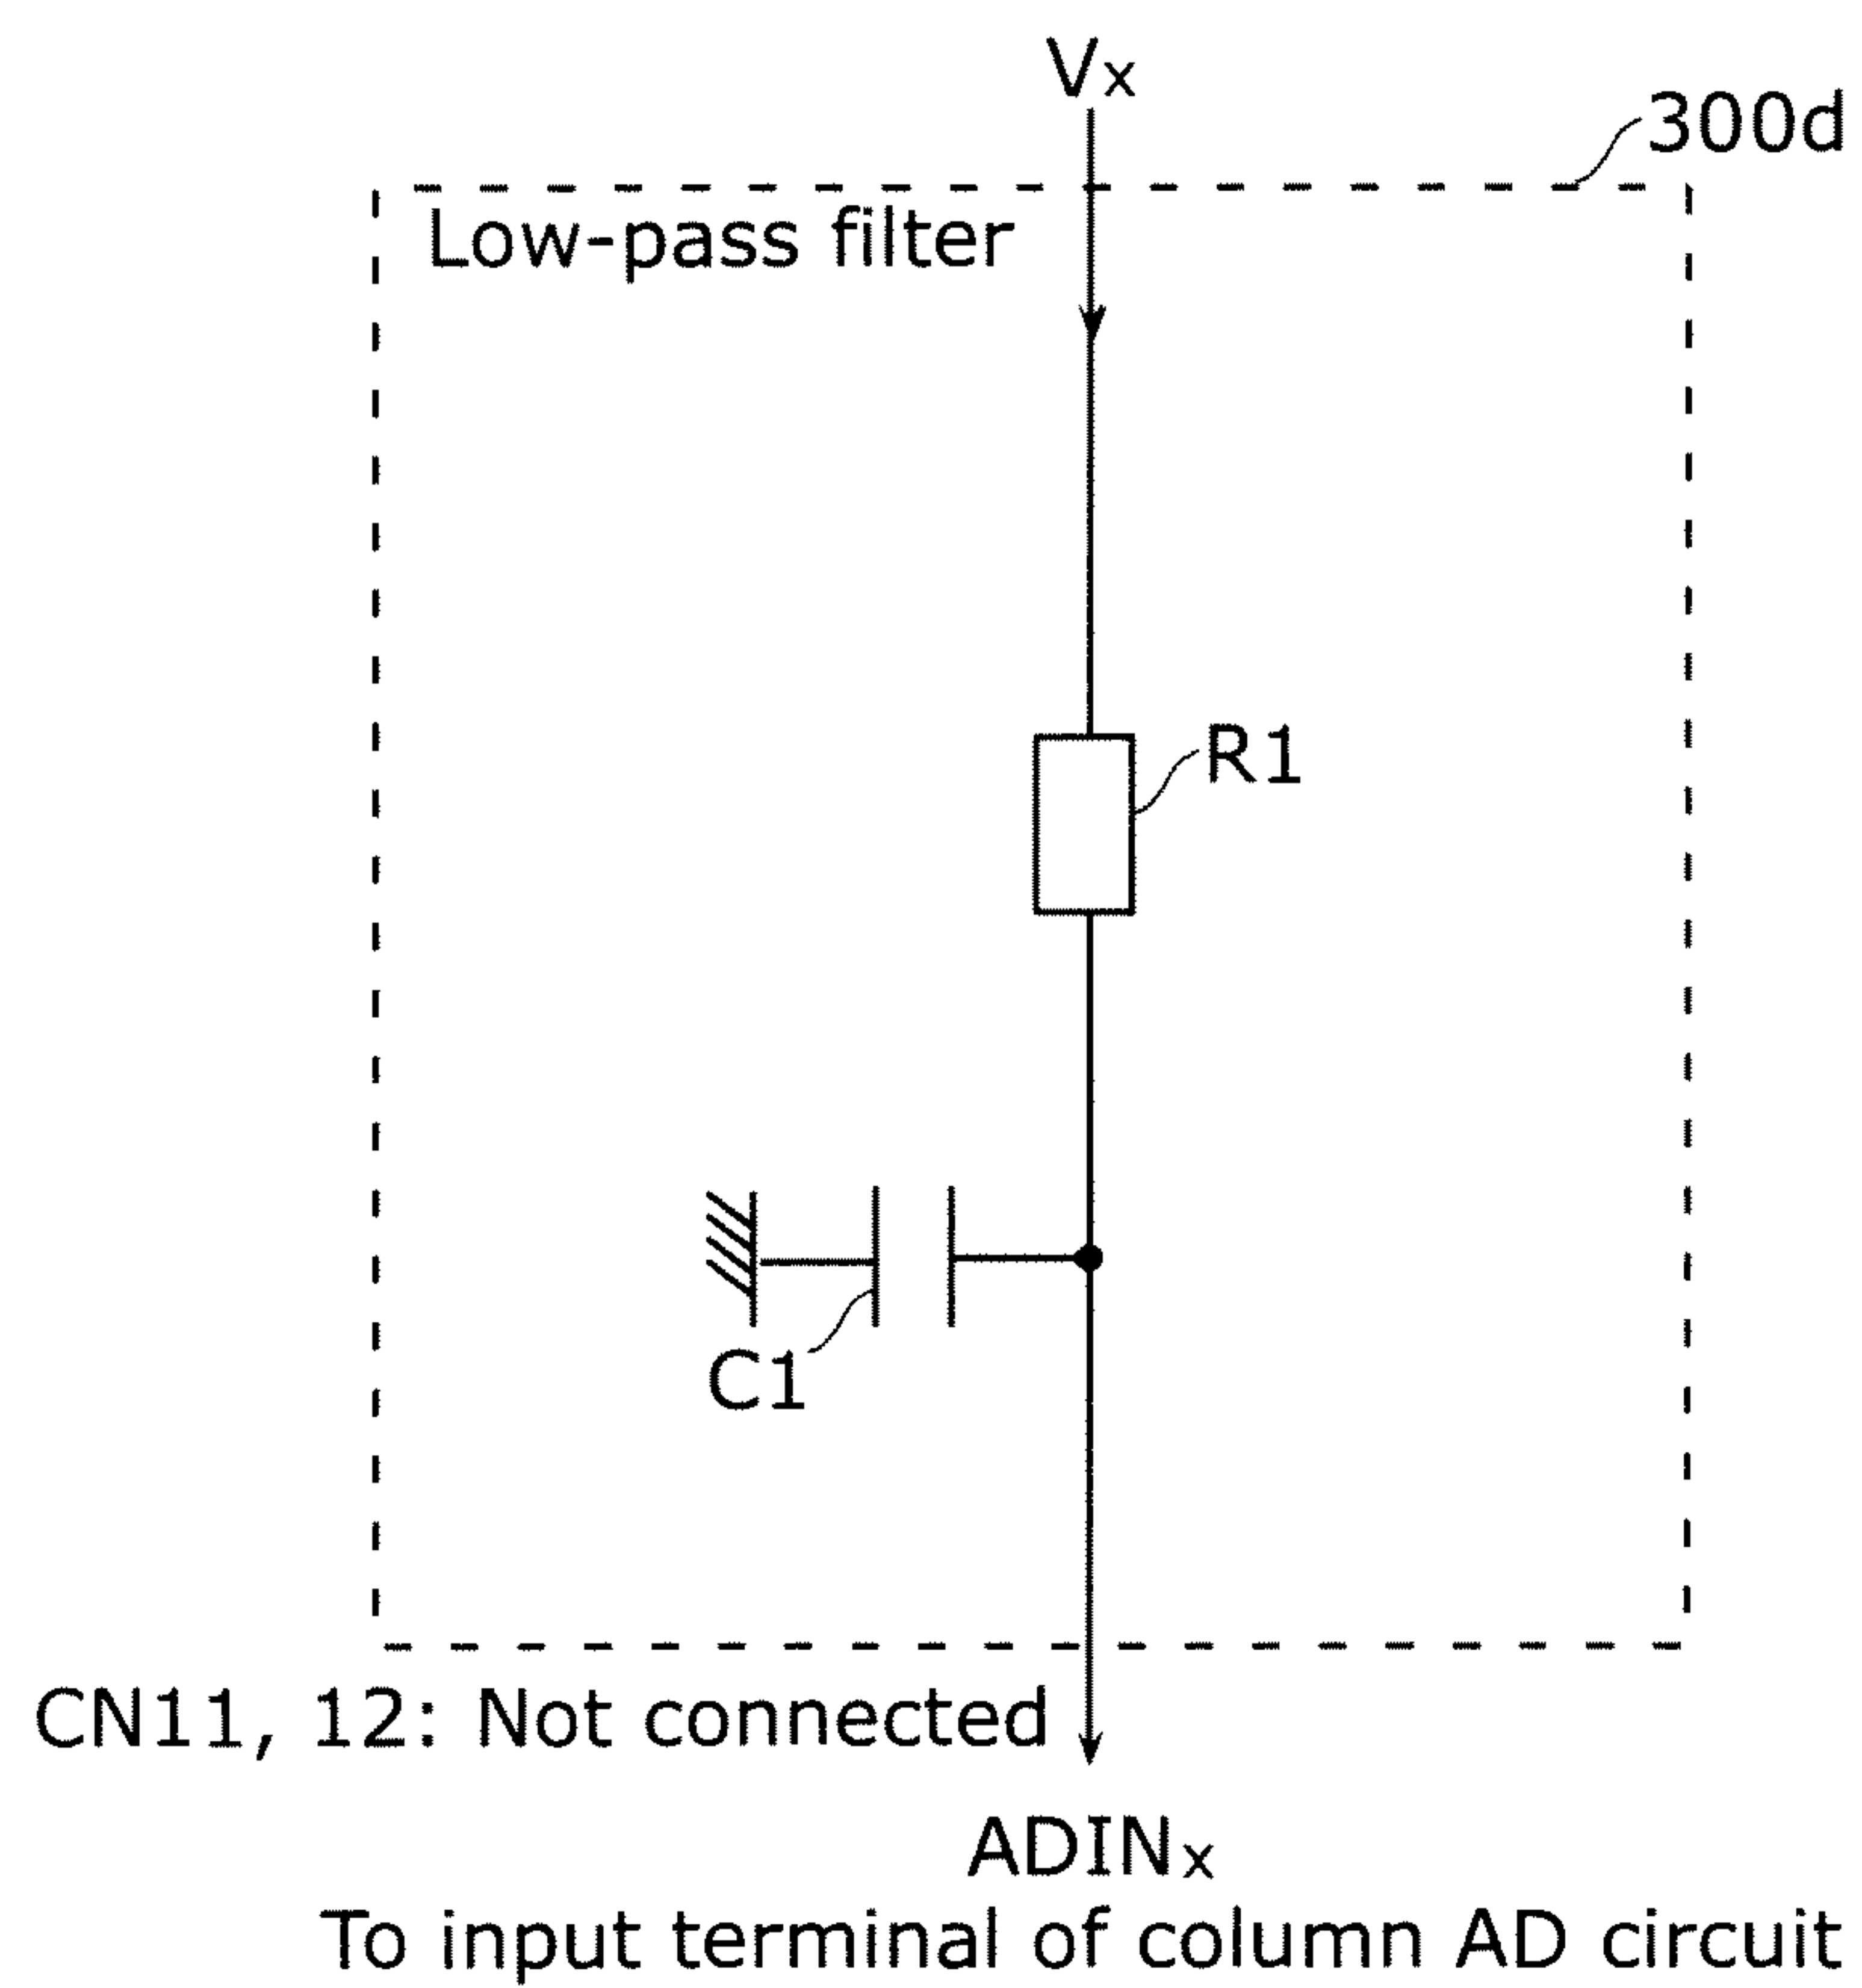 Vx
300d
Low-pass filter
R1
C1
CN11, 12: Not connected
ADINx
To input terminal of column AD circuit